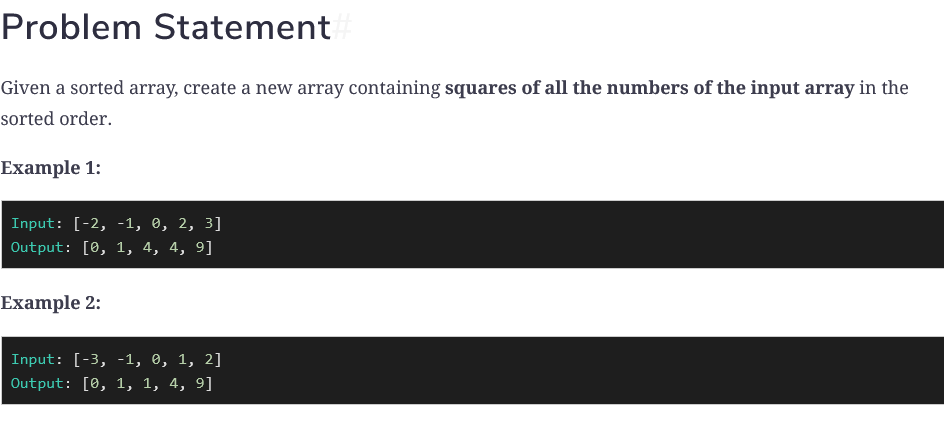 Problem Statement#
Given a sorted array, create a new array containing squares of all the numbers of the input array in the
sorted order.
Example 1:
Input: [-2, -1, 0, 2, 3]
Output: [0, 1, 4, 4, 9]
Example 2:
Input: [-3, -1, 0, 1, 2]
Output: [0, 1, 1, 4, 9]